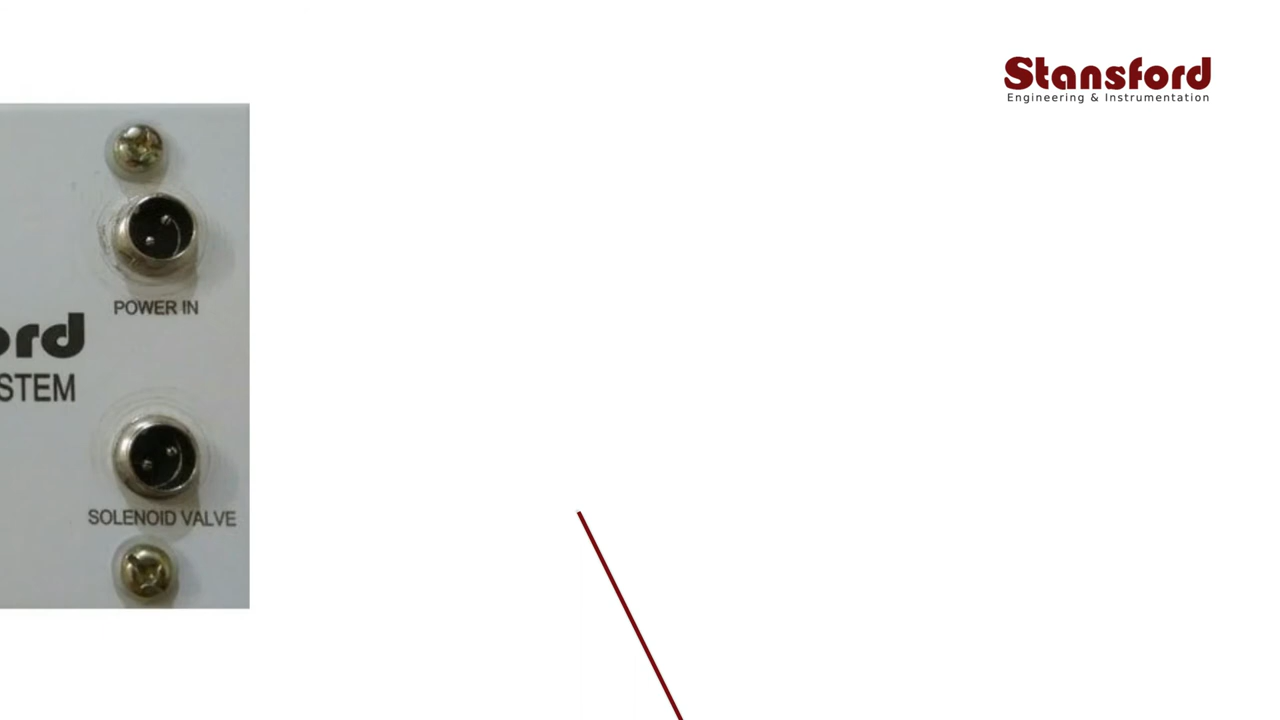 Stansford
Engineering & Instrumentation
POWER IN
ord
STEM
SOLENOID VALVE